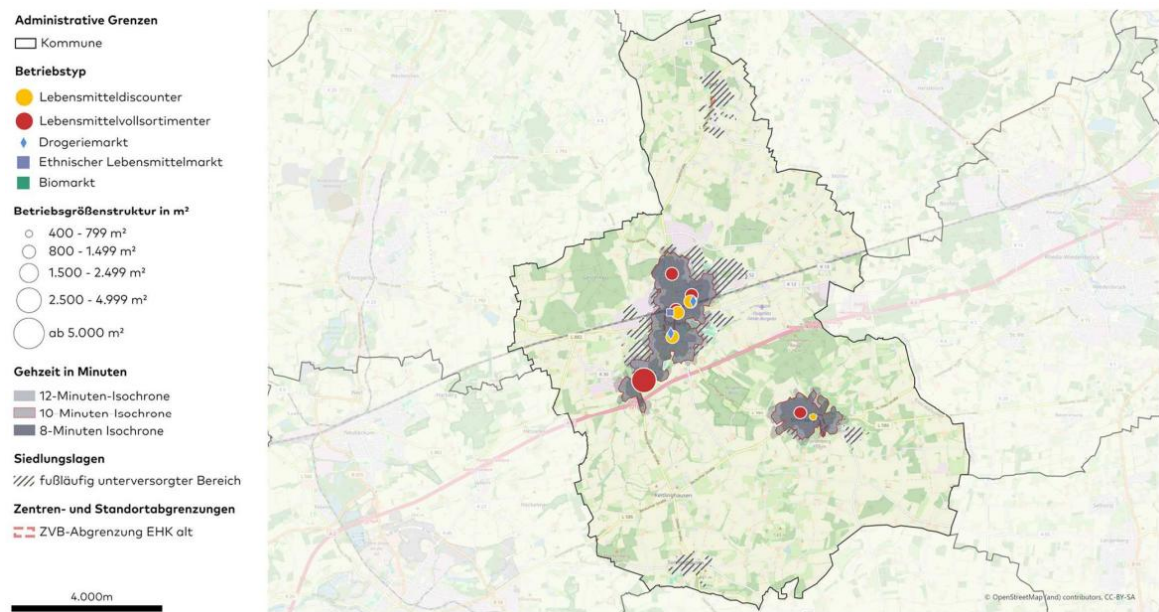 Administrative Grenzen
Kommune
Betriebstyp
Lebensmitteldiscounter
Lebensmittelvollsortimenter
Drogeriemarkt
Ethnischer Lebensmittelmarkt
Biomarkt
Betriebsgrößenstruktur in m²
400 - 799 m²
800 - 1.499 m²
1.500 - 2.499 m²
2.500 - 4.999 m²
ab 5.000 m²
Gehzeit in Minuten
12-Minuten-Isochrone
10-Minuten-Isochrone
8-Minuten Isochrone
Siedlungslagen
fußläufig unterversorgter Bereich
Zentren- und Standortabgrenzungen
ZVB-Abgrenzung EHK alt
4.000m
© OpenStreetMap (and) contributors, CC-BY-SA